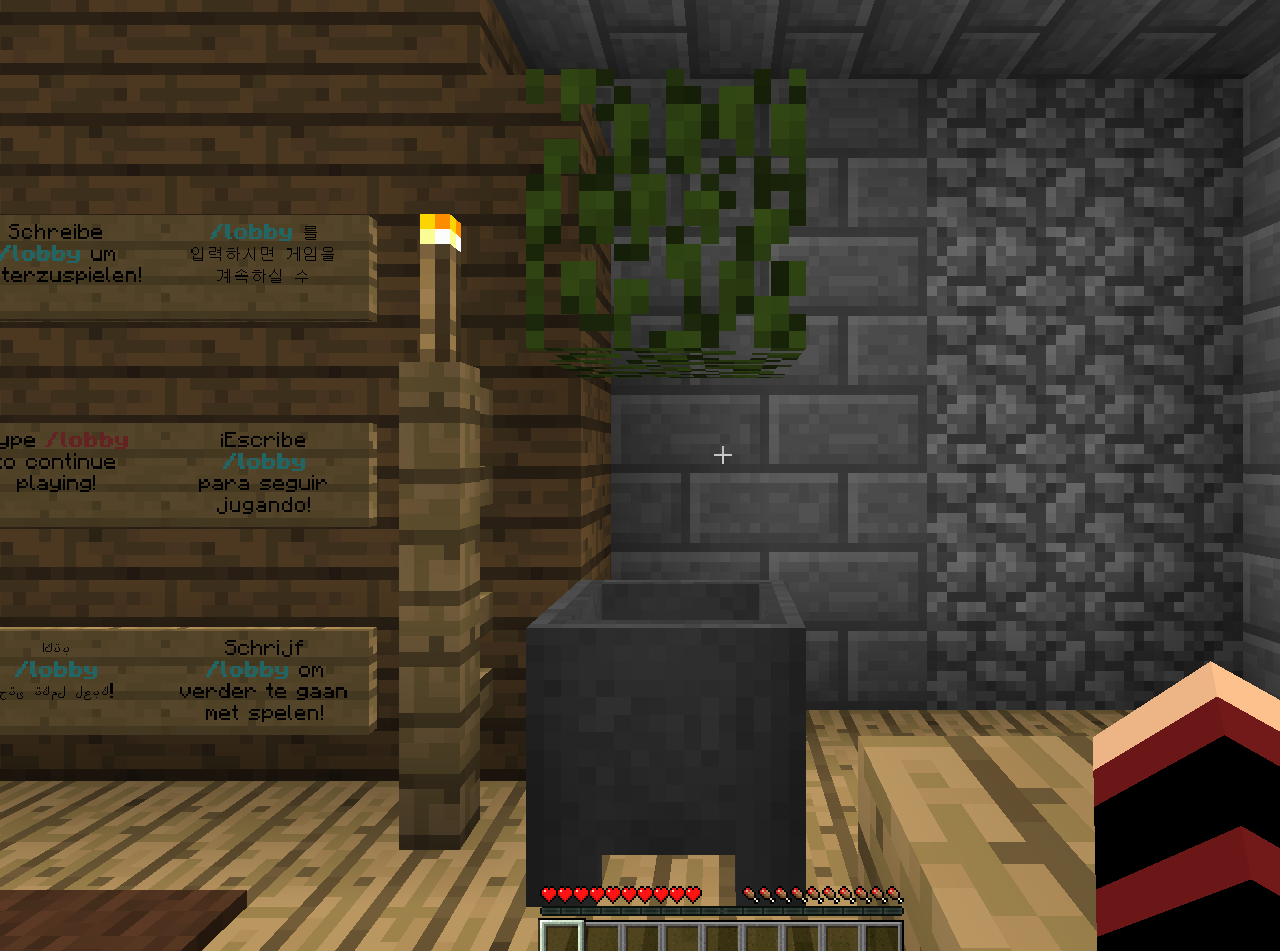 Schreibe
/lobby um
terzuspielen!
/lobby 를
입력하시면 게임을
계속하실 수
ype /lobby
to continue
playing!
¡Escribe
/lobby
para seguir
jugando!
/lobby
Schrijf
/lobby om
verder te gaan
met spelen!